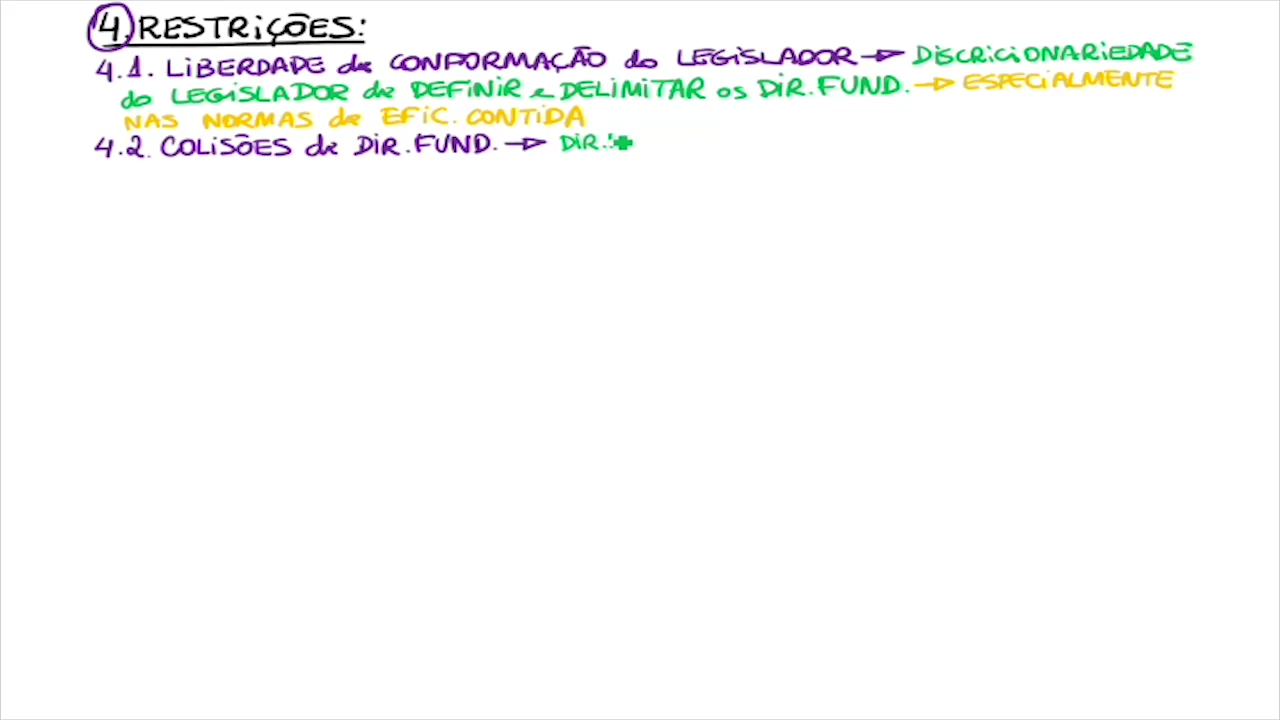 4) RESTRIÇÕES:
4.1. LIBERDADE de CONFORMAÇÃO do LEGISLADOR → DISCRICIONARIEDADE
do LEGISLADOR de DEFINIR e DELIMITAR os DIR.FUND. → ESPECIALMENTE
NAS NORMAS de EFIC. CONTIDA
4.2. COLISÕES de DIR.FUND. → DIR.